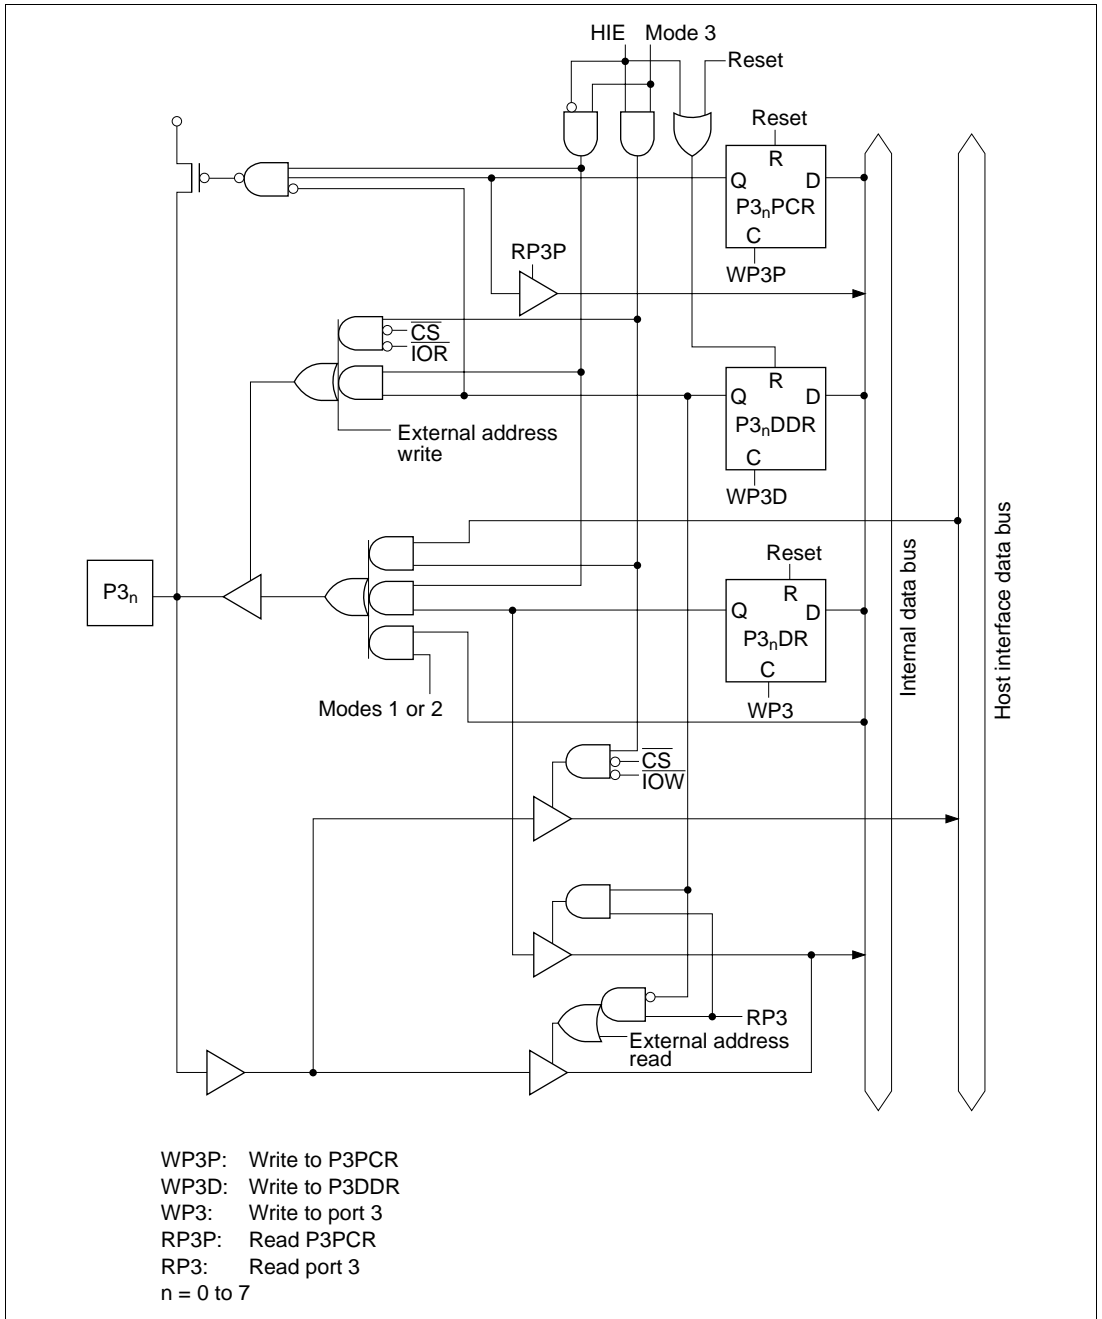 HIE Mode 3
Reset
Reset
R
Q D
P3nPCR
C
WP3P
RP3P
CS
IOR
R
Q D
P3nDDR
C
WP3D
External address
write
Reset
R
Q D
P3nDR
C
WP3
P3n
Modes 1 or 2
Internal data bus
Host interface data bus
CS
IOW
RP3
External address
read
WP3P: Write to P3PCR
WP3D: Write to P3DDR
WP3: Write to port 3
RP3P: Read P3PCR
RP3: Read port 3
n = 0 to 7